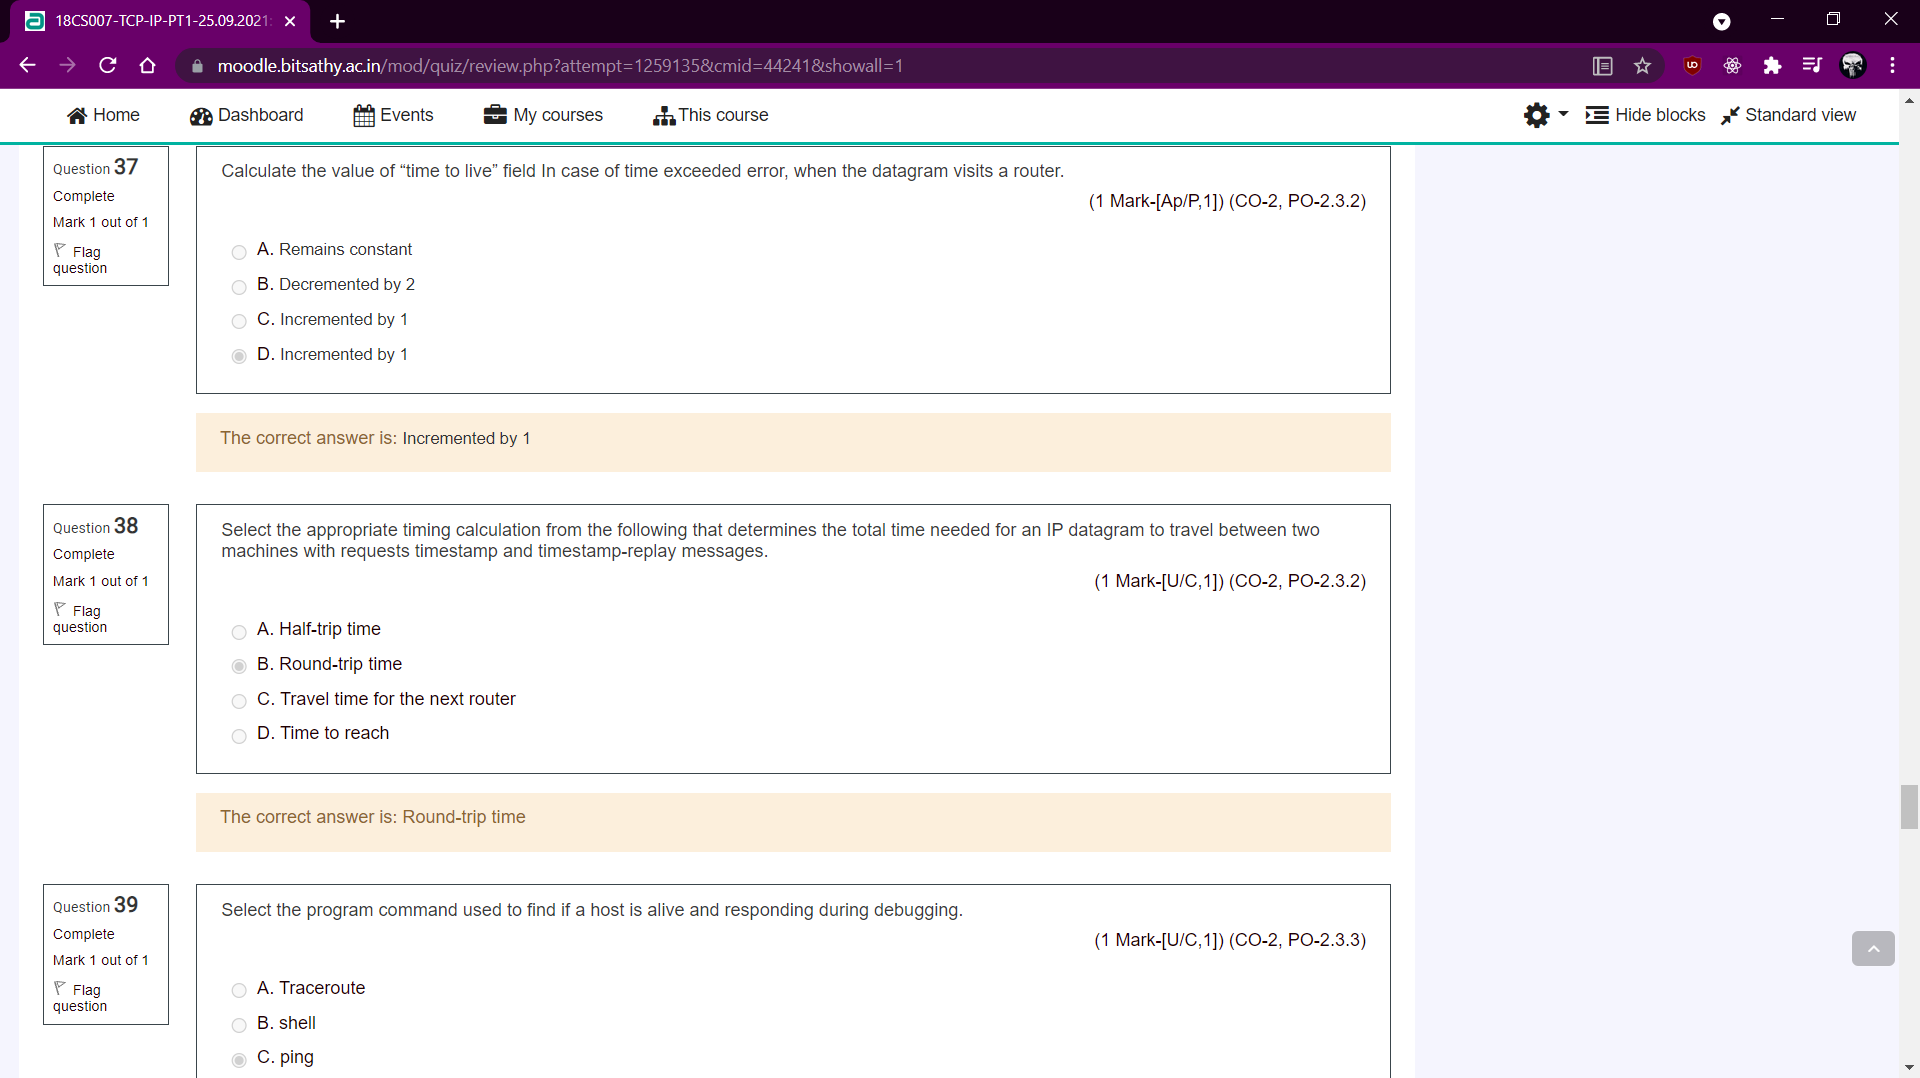 18CS007-TCP-IP-PT1-25.09.2021
moodle.bitsathy.ac.in/mod/quiz/review.php?attempt=1259135&cmid=44241&showall=1
Home Dashboard Events My courses This course Hide blocks Standard view
Question 37
Complete
Mark 1 out of 1
Flag question
Calculate the value of “time to live” field In case of time exceeded error, when the datagram visits a router.
(1 Mark-[Ap/P,1]) (CO-2, PO-2.3.2)
A. Remains constant
B. Decremented by 2
C. Incremented by 1
D. Incremented by 1
The correct answer is: Incremented by 1
Question 38
Complete
Mark 1 out of 1
Flag question
Select the appropriate timing calculation from the following that determines the total time needed for an IP datagram to travel between two
machines with requests timestamp and timestamp-replay messages.
(1 Mark-[U/C,1]) (CO-2, PO-2.3.2)
A. Half-trip time
B. Round-trip time
C. Travel time for the next router
D. Time to reach
The correct answer is: Round-trip time
Question 39
Complete
Mark 1 out of 1
Flag question
Select the program command used to find if a host is alive and responding during debugging.
(1 Mark-[U/C,1]) (CO-2, PO-2.3.3)
A. Traceroute
B. shell
C. ping